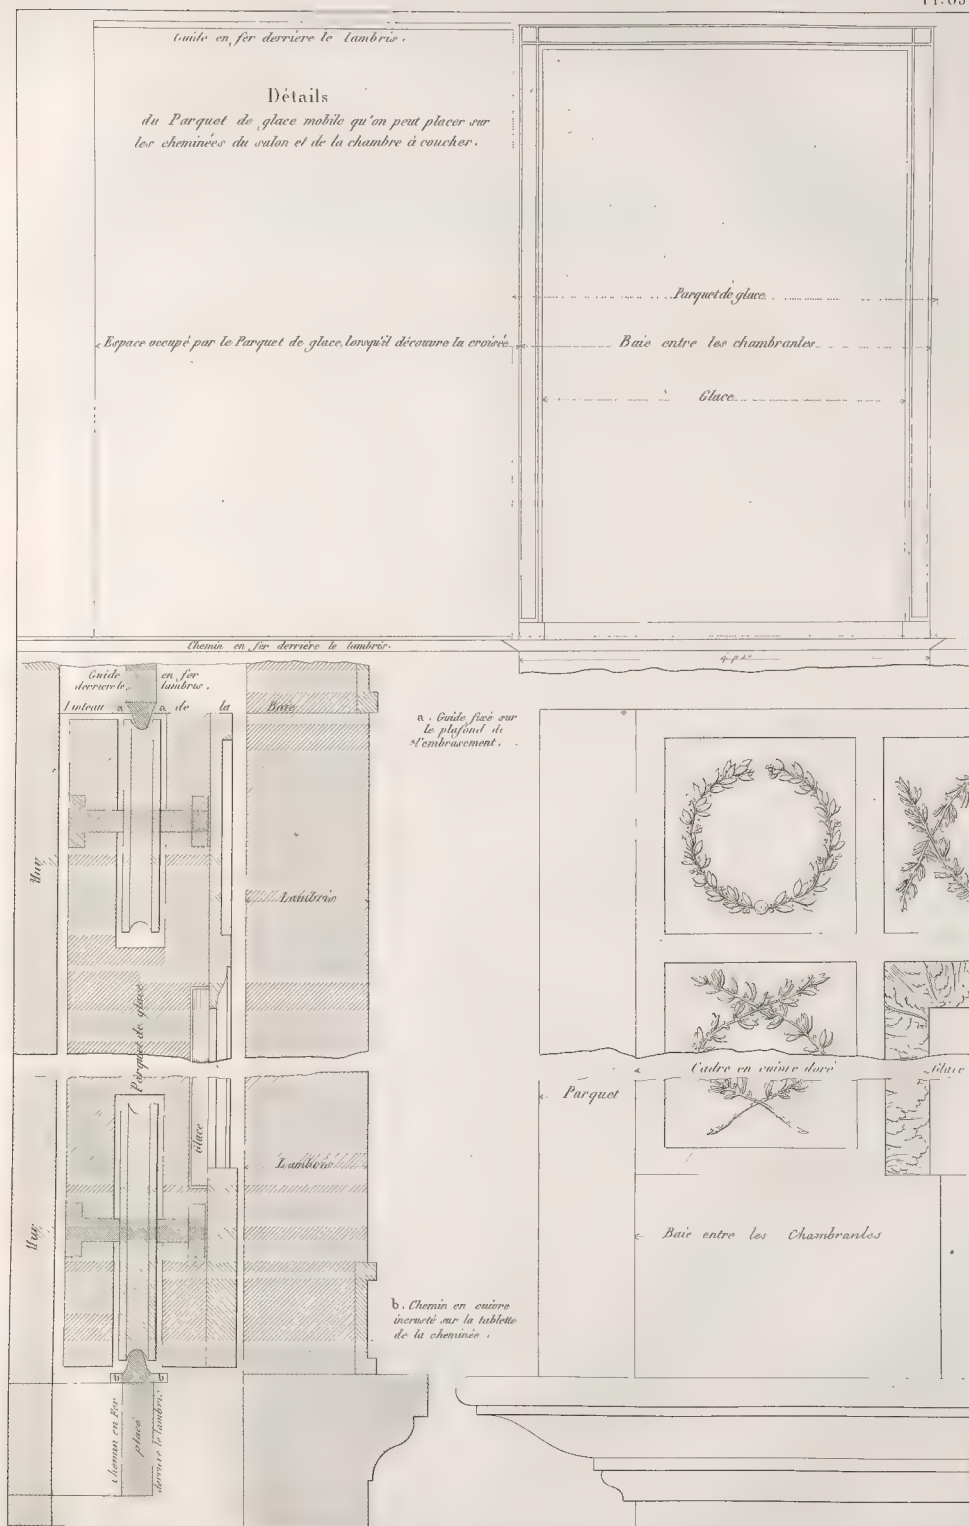 Guide en fer derrière le lambris.
Détails
du Parquet de glace mobile qu'on peut placer sur
les cheminées du salon et de la chambre à coucher.
Parquet de glace
Espace occupé par le Parquet de glace, lorsqu'il découvre la croisée
Baie entre les chambranles
Glace
Chemin en fer derrière le lambris.
Guide en fer
derrière le lambris.
Linteau a a de la Baie
a. Guide fixé sur
le plafond de
l'embrasement.
Mur
Lambris
Parquet de glace
Cadre en cuivre doré
Glace
Parquet
Glace
Lambris
Mur
Baie entre les Chambranles
b. Chemin en cuivre
incrusté sur la tablette
de la cheminée.
b b
Chemin en Fer
placé
derrière le lambris